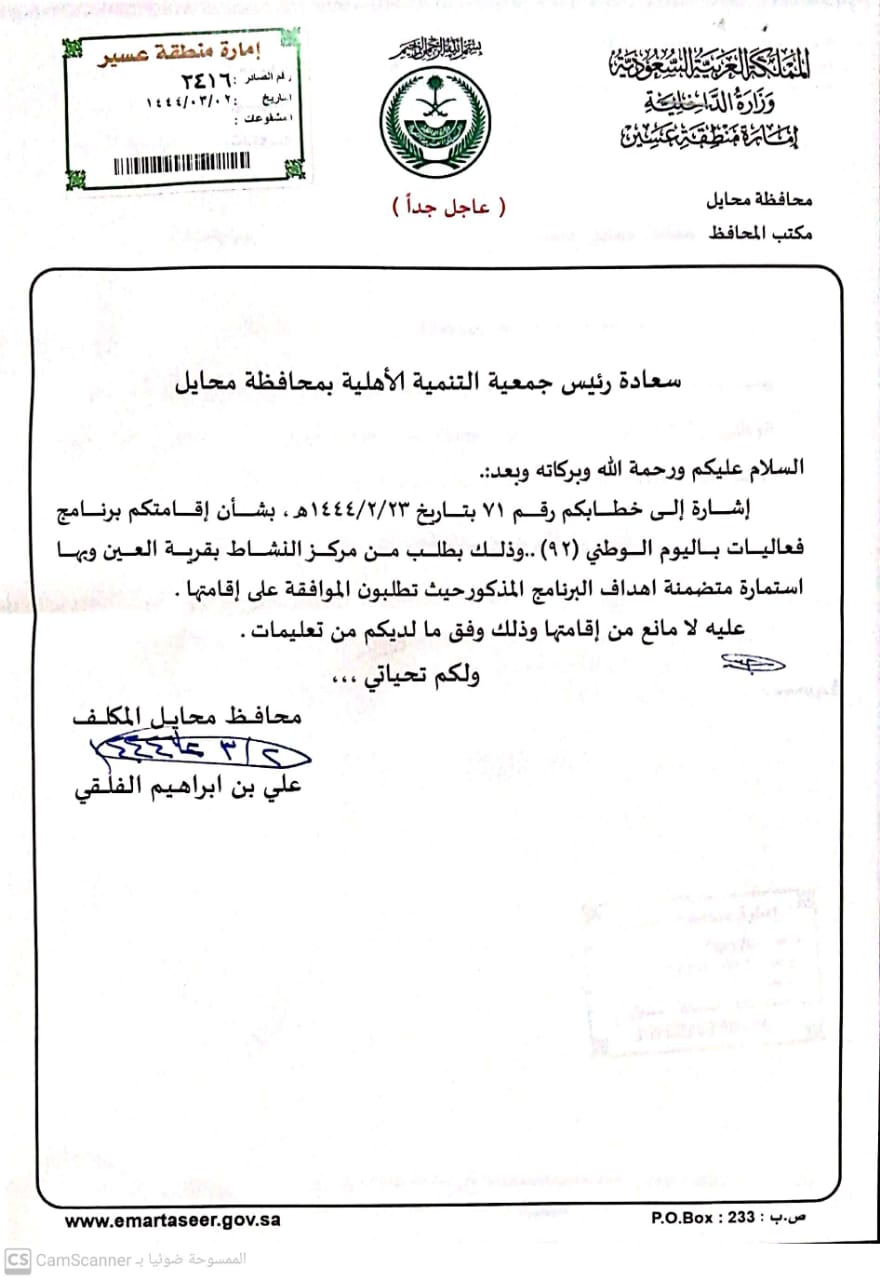 المملكة العربية السعودية
وزارة الداخلية
إمارة منطقة عسير
محافظة محايل
مكتب المحافظ
بسم الله الرحمن الرحيم
( عاجل جداً )
إمارة منطقة عسير
رقم الصادر : ٢٤١٦
التاريخ : ١٤٤٤/٠٣/٠٢
المشفوعات :
سعادة رئيس جمعية التنمية الأهلية بمحافظة محايل
السلام عليكم ورحمة الله وبركاته وبعد:.
إشارة إلى خطابكم رقم ٧١ بتاريخ ١٤٤٤/٢/٢٣هـ ، بشأن إقامتكم برنامج
فعاليات باليوم الوطني (٩٢) ..وذلك بطلب من مركز النشاط بقرية العين وبها
استمارة متضمنة اهداف البرنامج المذكورحيث تطلبون الموافقة على إقامتها .
عليه لا مانع من إقامتها وذلك وفق ما لديكم من تعليمات .
ولكم تحياتي ،،،
محافظ محايل المكلف
علي بن ابراهيم الفلقي
www.emartaseer.gov.sa
ص.ب : 233 : P.O.Box
CS CamScanner الممسوحة ضوئيا بـ